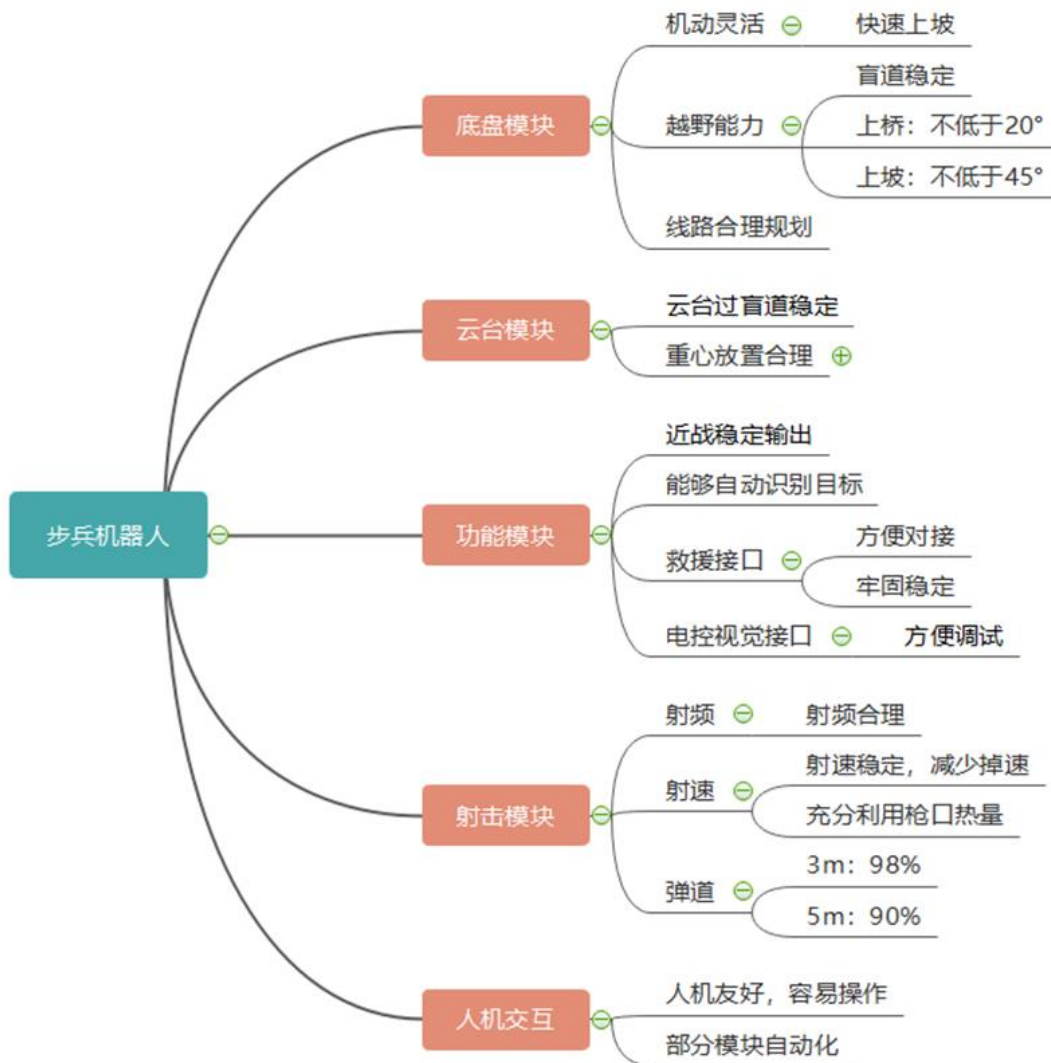 步兵机器人
底盘模块
机动灵活
快速上坡
越野能力
盲道稳定
上桥：不低于20°
上坡：不低于45°
线路合理规划
云台模块
云台过盲道稳定
重心放置合理
功能模块
近战稳定输出
能够自动识别目标
救援接口
方便对接
牢固稳定
电控视觉接口
方便调试
射击模块
射频
射频合理
射速
射速稳定，减少掉速
充分利用枪口热量
弹道
3m：98%
5m：90%
人机交互
人机友好，容易操作
部分模块自动化